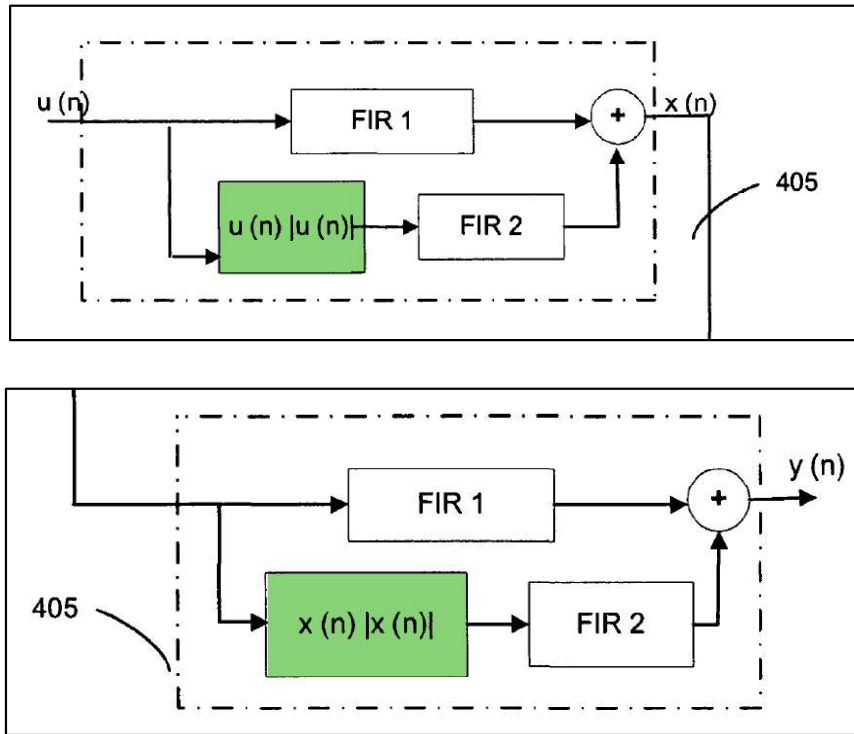 u (n)
FIR 1
+
x (n)
405
u (n) |u (n)|
FIR 2
FIR 1
+
y (n)
405
x (n) |x (n)|
FIR 2